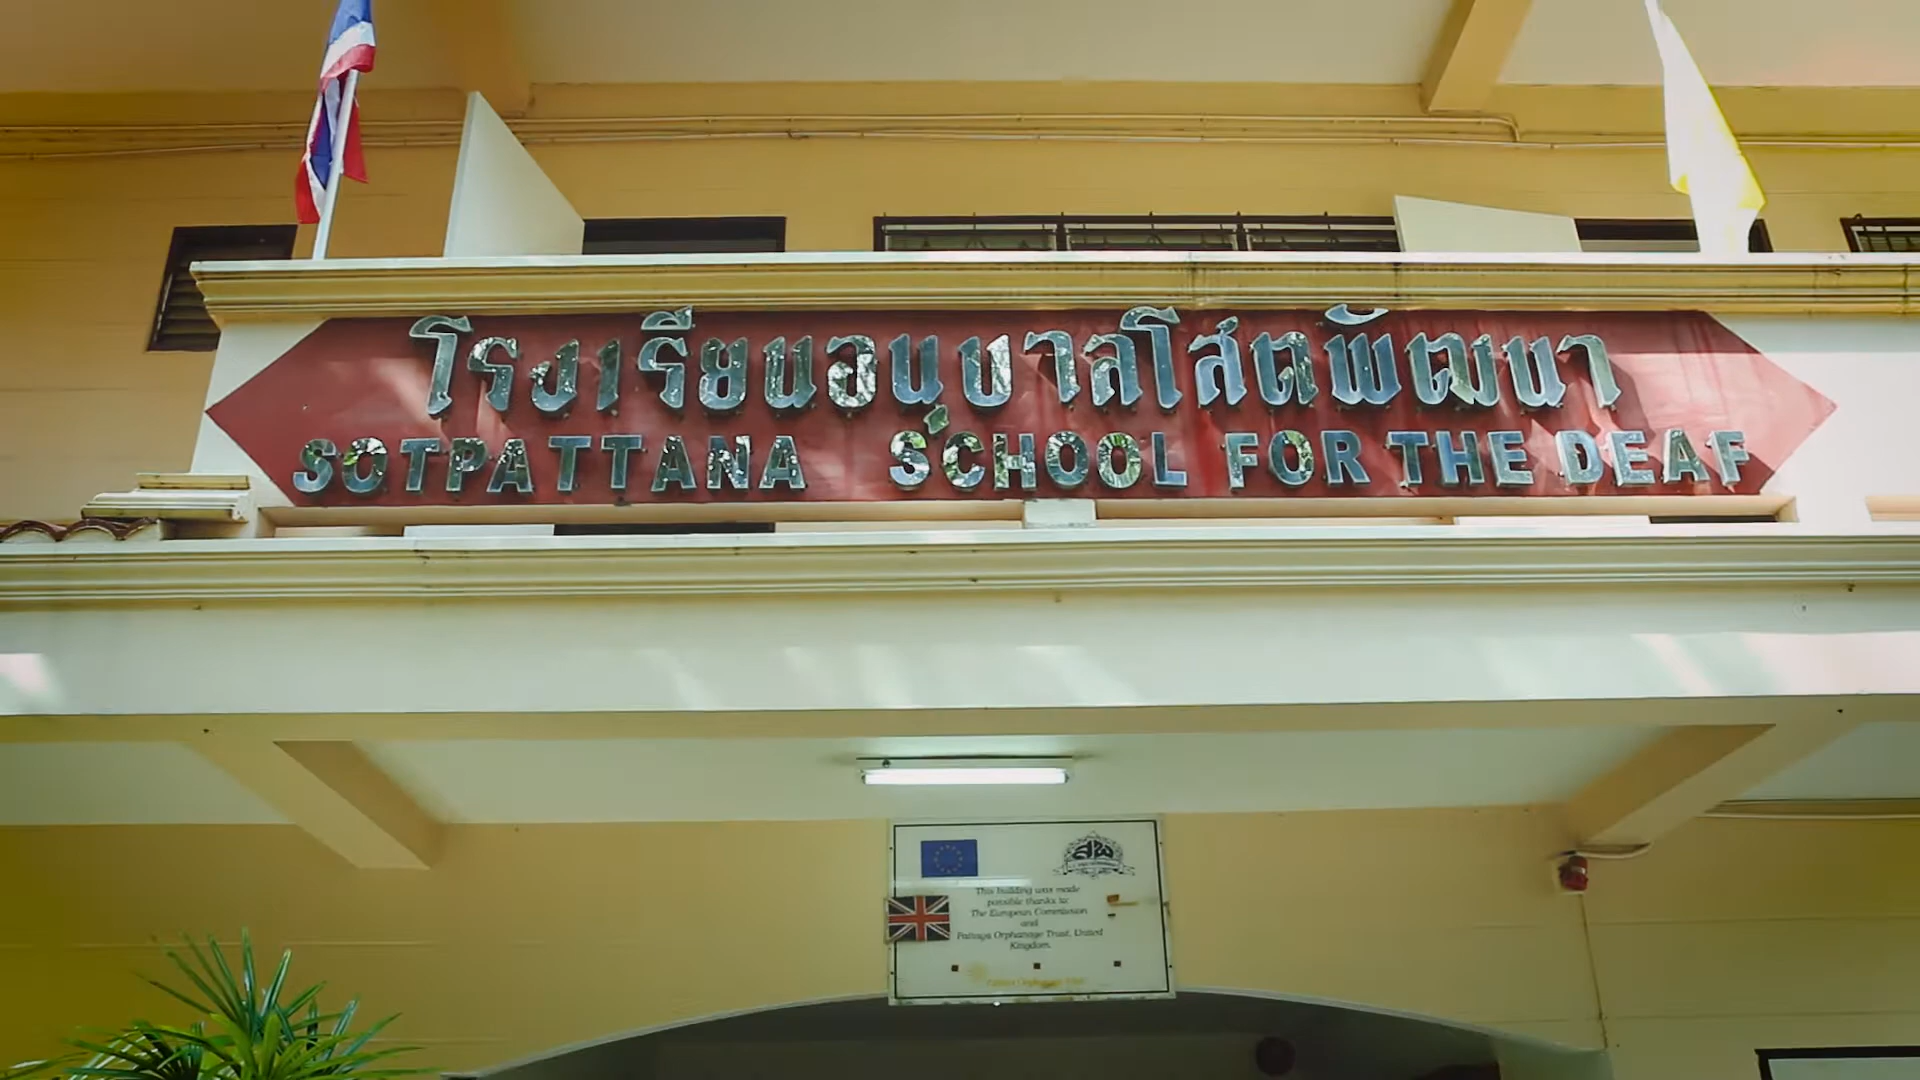 โรงเรียนอนุบาลโสตพัฒนา
SOTPATTANA SCHOOL FOR THE DEAF
สพ
This building was made
possible thanks to:
The European Commission
and
Pattaya Orphanage Trust, United
Kingdom.